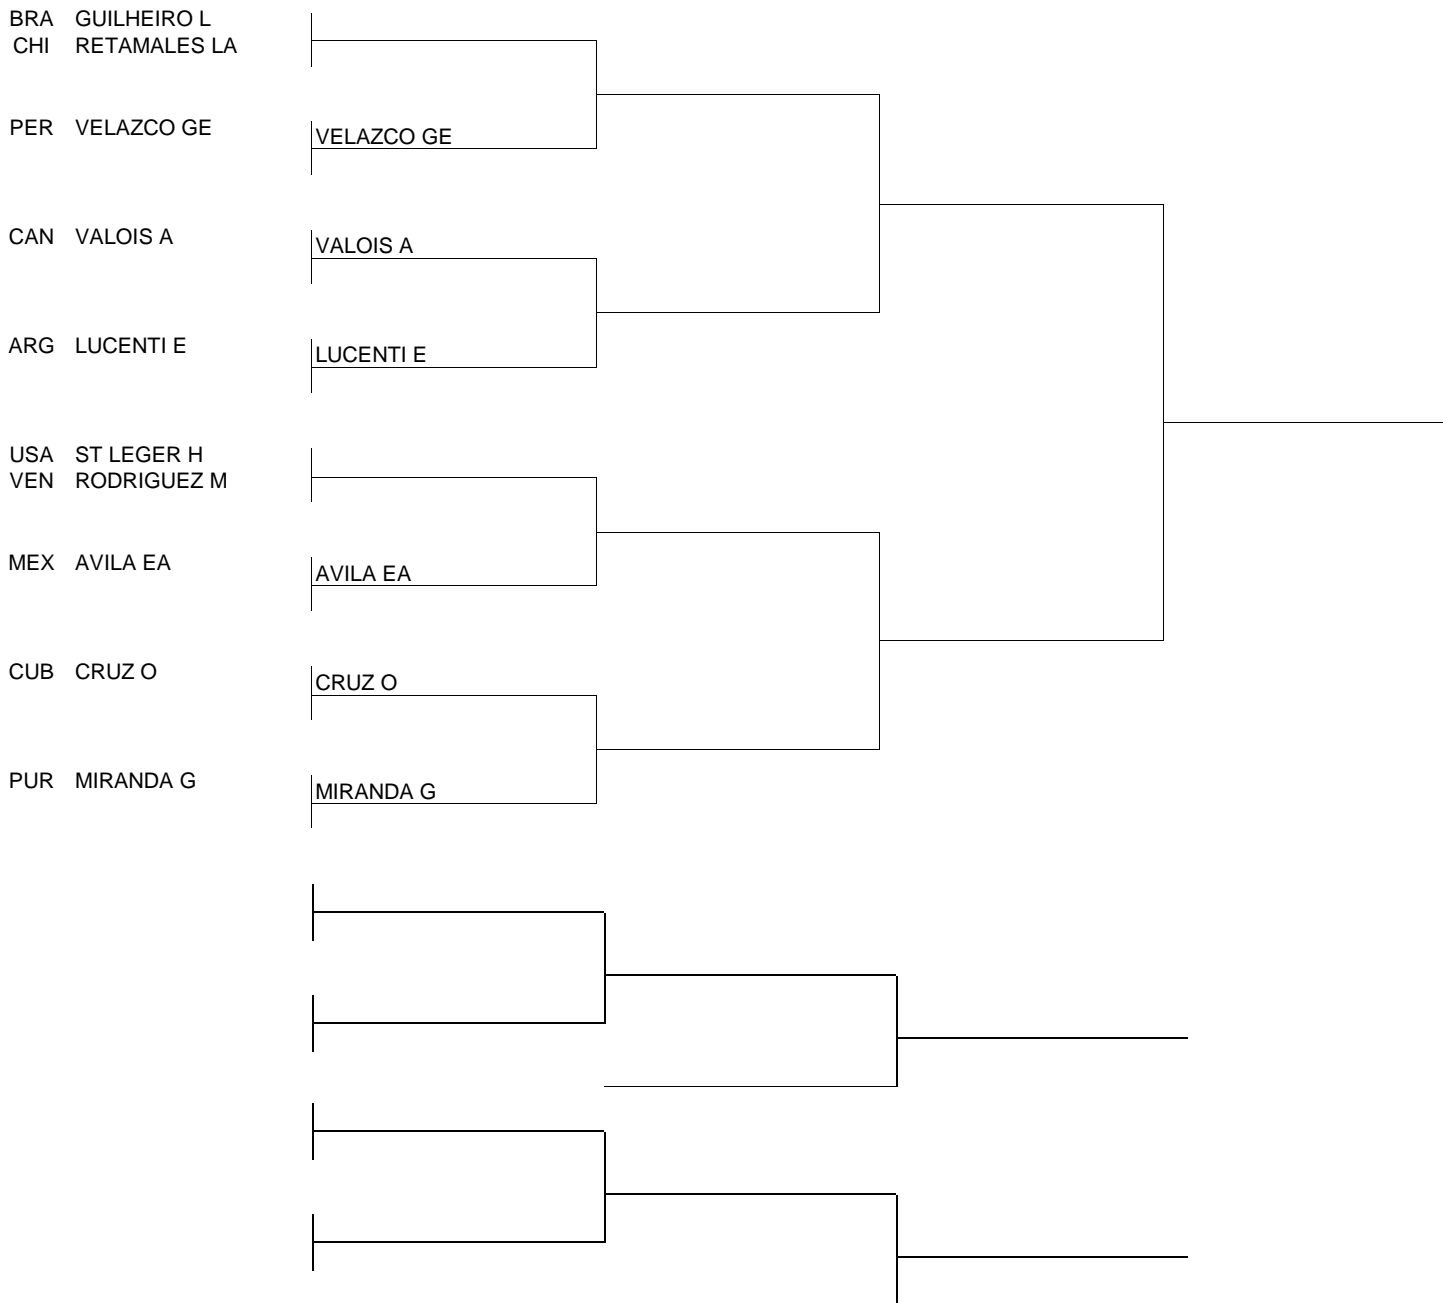 BRA GUILHEIRO L
CHI RETAMALES LA
PER VELAZCO GE
VELAZCO GE
CAN VALOIS A
VALOIS A
ARG LUCENTI E
LUCENTI E
USA ST LEGER H
VEN RODRIGUEZ M
MEX AVILA EA
AVILA EA
CUB CRUZ O
CRUZ O
PUR MIRANDA G
MIRANDA G